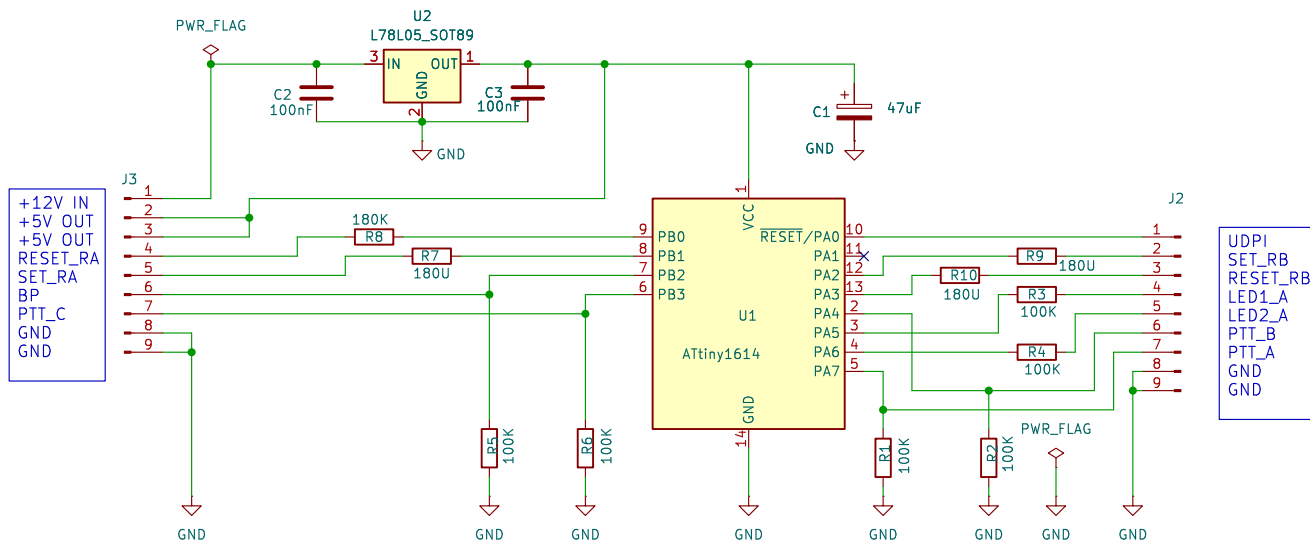 PWR_FLAG
U2
L78L05_SOT89
3 IN OUT 1
GND
2
C2
100nF
C3
100nF
GND
C1
47uF
GND
J3
+12V IN 1
+5V OUT 2
+5V OUT 3
RESET_RA 4
SET_RA 5
BP 6
PTT_C 7
GND 8
GND 9
180K
R8
R7
180U
1
VCC
9 PB0
8 PB1
7 PB2
6 PB3
RESET/PA0 10
PA1 11
PA2 12
PA3 13
PA4 2
PA5 3
PA6 4
PA7 5
U1
ATtiny1614
GND
14
R9
180U
R10
180U
R3
100K
R4
100K
J2
1 UDPI
2 SET_RB
3 RESET_RB
4 LED1_A
5 LED2_A
6 PTT_B
7 PTT_A
8 GND
9 GND
R5
100K
R6
100K
R1
100K
R2
100K
PWR_FLAG
GND
GND
GND
GND
GND
GND
GND
GND